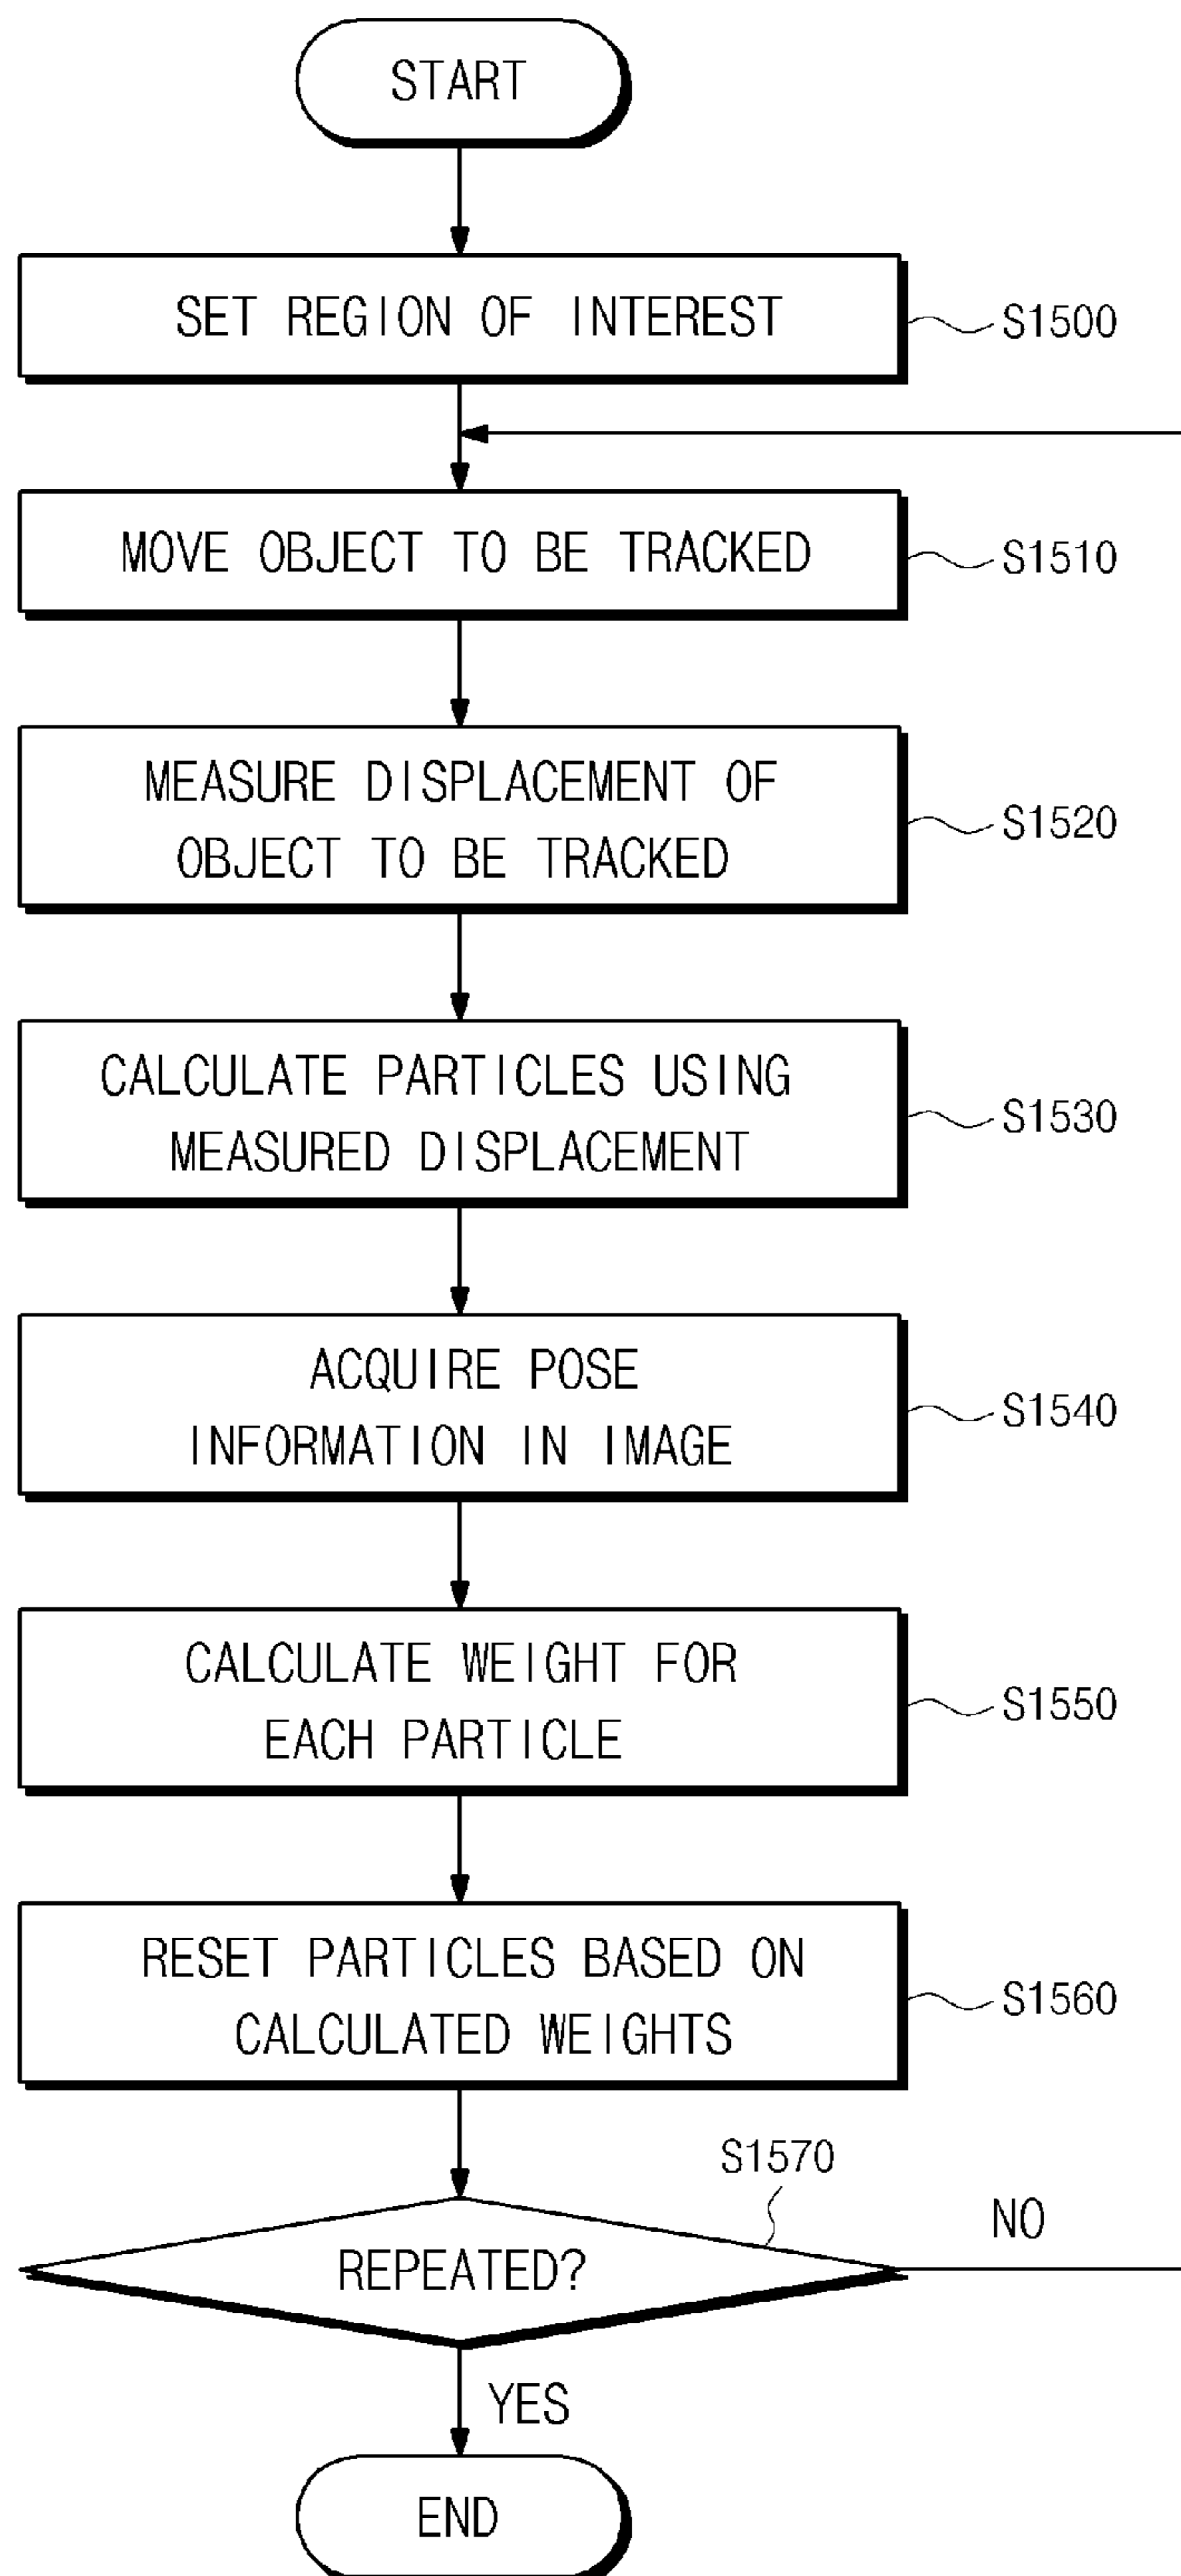 START
SET REGION OF INTEREST
S1500
MOVE OBJECT TO BE TRACKED
S1510
MEASURE DISPLACEMENT OF
OBJECT TO BE TRACKED
S1520
CALCULATE PARTICLES USING
MEASURED DISPLACEMENT
S1530
ACQUIRE POSE
INFORMATION IN IMAGE
S1540
CALCULATE WEIGHT FOR
EACH PARTICLE
S1550
RESET PARTICLES BASED ON
CALCULATED WEIGHTS
S1560
S1570
REPEATED?
NO
YES
END